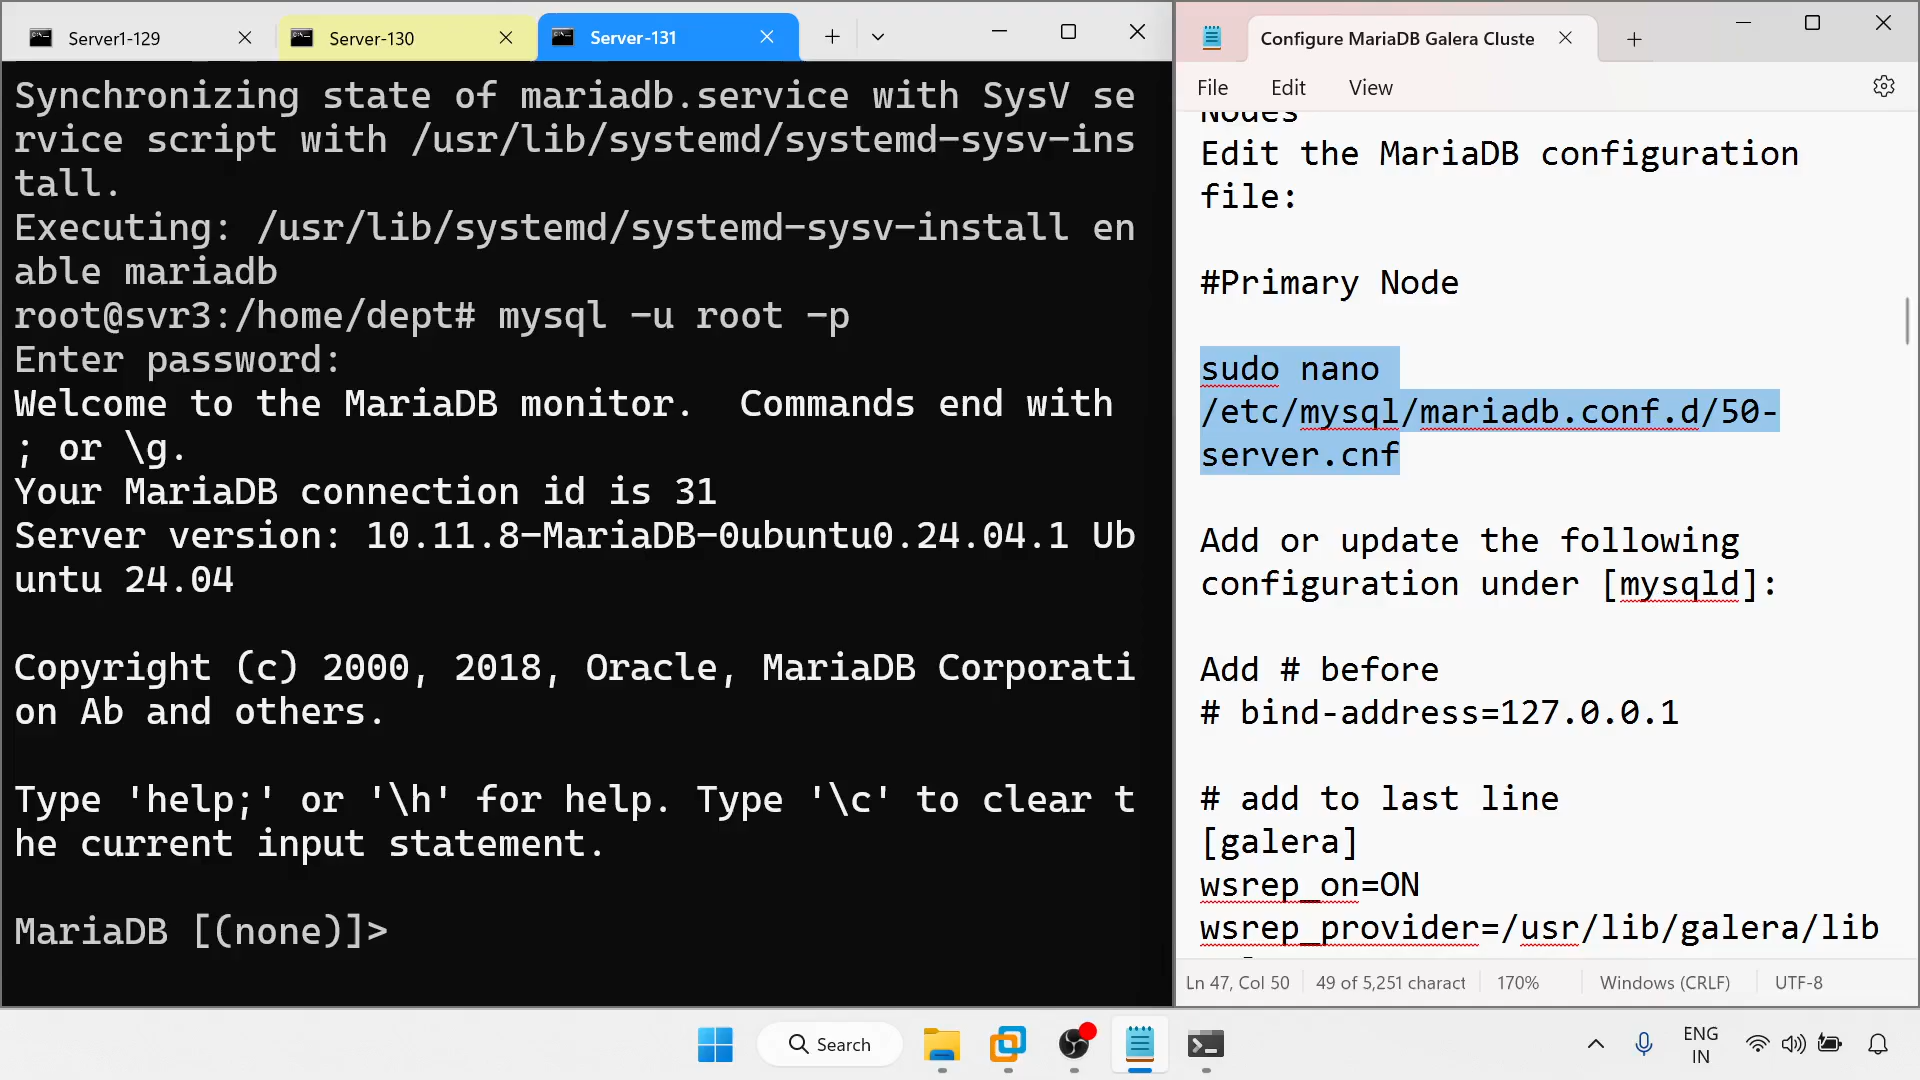 Server1-129
Server-130
Server-131
Synchronizing state of mariadb.service with SysV se
rvice script with /usr/lib/systemd/systemd-sysv-ins
tall.
Executing: /usr/lib/systemd/systemd-sysv-install en
able mariadb
root@svr3:/home/dept# mysql -u root -p
Enter password:
Welcome to the MariaDB monitor.  Commands end with
; or \g.
Your MariaDB connection id is 31
Server version: 10.11.8-MariaDB-0ubuntu0.24.04.1 Ub
untu 24.04
Copyright (c) 2000, 2018, Oracle, MariaDB Corporati
on Ab and others.
Type 'help;' or '\h' for help. Type '\c' to clear t
he current input statement.
MariaDB [(none)]>
Configure MariaDB Galera Cluste
File Edit View
Nodes
Edit the MariaDB configuration
file:
#Primary Node
sudo nano
/etc/mysql/mariadb.conf.d/50-
server.cnf
Add or update the following
configuration under [mysqld]:
Add # before
# bind-address=127.0.0.1
# add to last line
[galera]
wsrep_on=ON
wsrep_provider=/usr/lib/galera/lib
Ln 47, Col 50 49 of 5,251 charact 170% Windows (CRLF) UTF-8
Search
ENG
IN